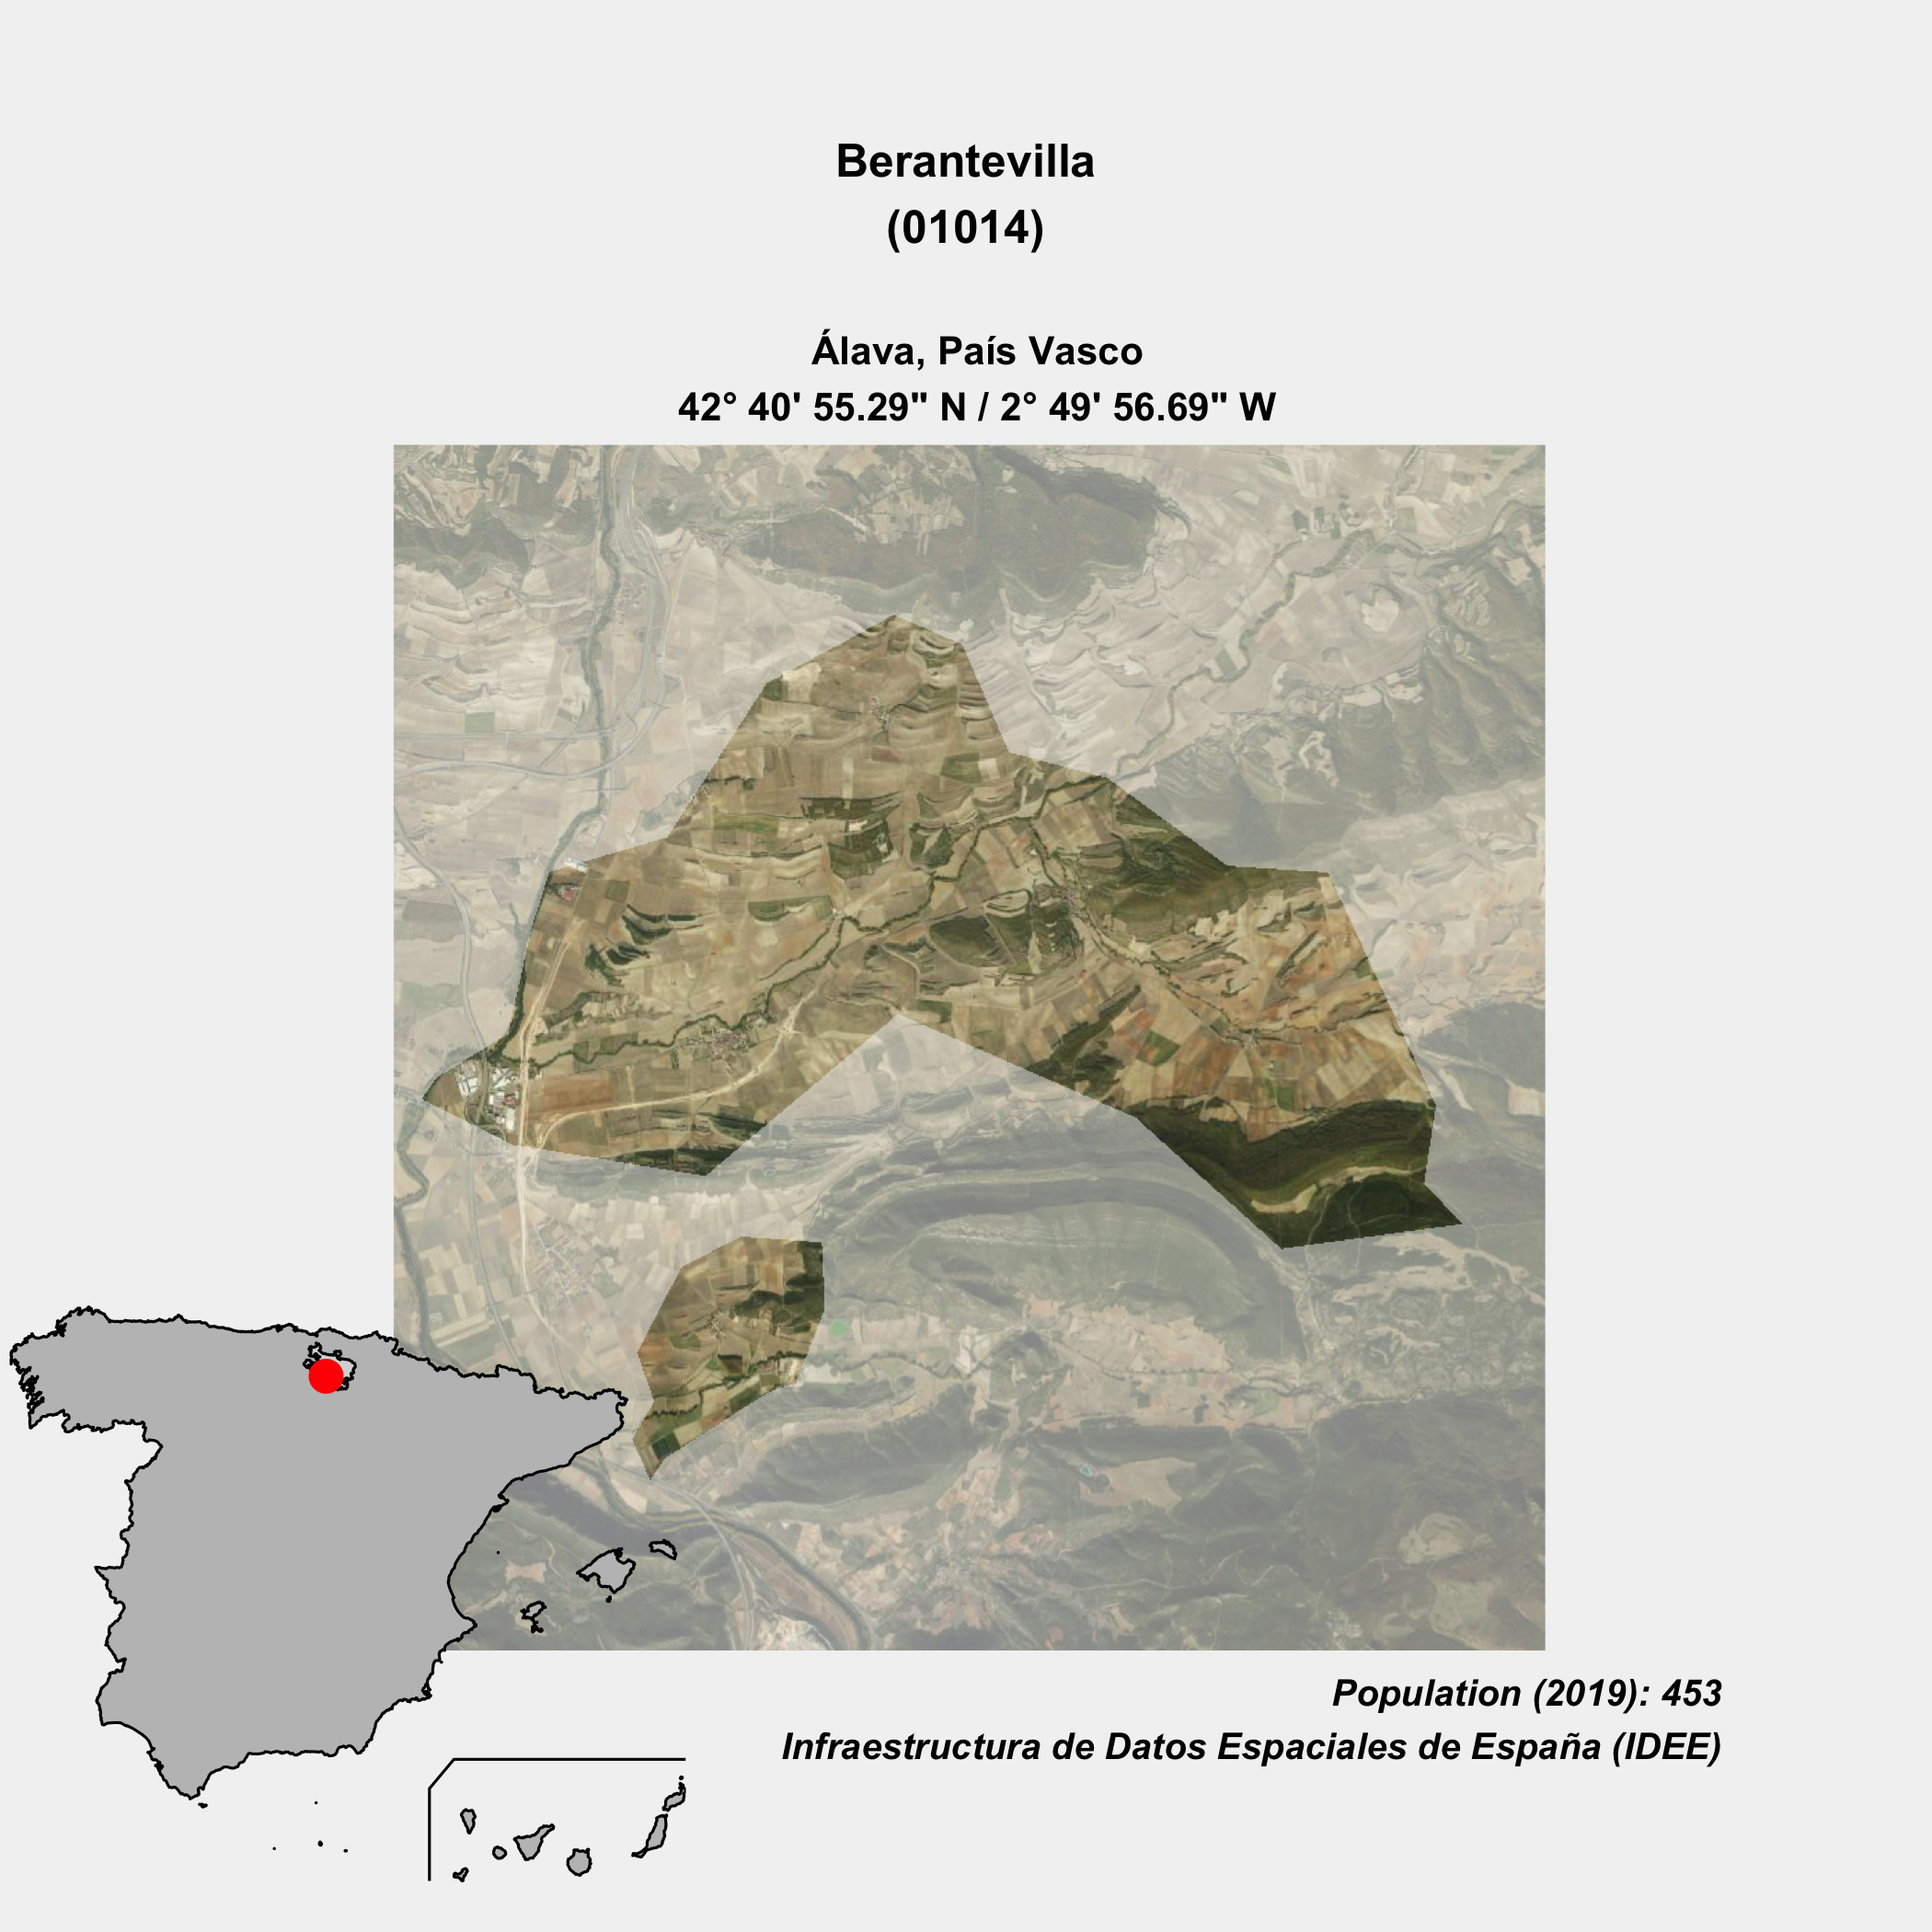 Berantevilla
(01014)
Álava, País Vasco
42° 40' 55.29" N / 2° 49' 56.69" W
Population (2019): 453
Infraestructura de Datos Espaciales de España (IDEE)